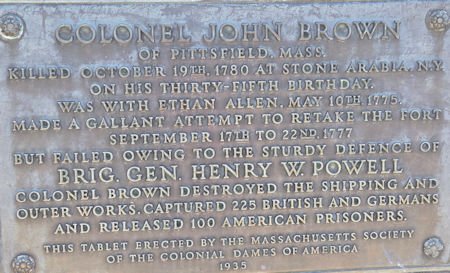 COLONEL JOHN BROWN
OF PITTSFIELD, MASS.
KILLED OCTOBER 19TH, 1780 AT STONE ARABIA, N.Y.
ON HIS THIRTY-FIFTH BIRTHDAY.
WAS WITH ETHAN ALLEN, MAY 10TH, 1775.
MADE A GALLANT ATTEMPT TO RETAKE THE FORT
SEPTEMBER 17TH TO 22ND, 1777
BUT FAILED OWING TO THE STURDY DEFENCE OF
BRIG. GEN. HENRY W. POWELL
COLONEL BROWN DESTROYED THE SHIPPING AND
OUTER WORKS, CAPTURED 225 BRITISH AND GERMANS
AND RELEASED 100 AMERICAN PRISONERS.
THIS TABLET ERECTED BY THE MASSACHUSETTS SOCIETY
OF THE COLONIAL DAMES OF AMERICA
1935